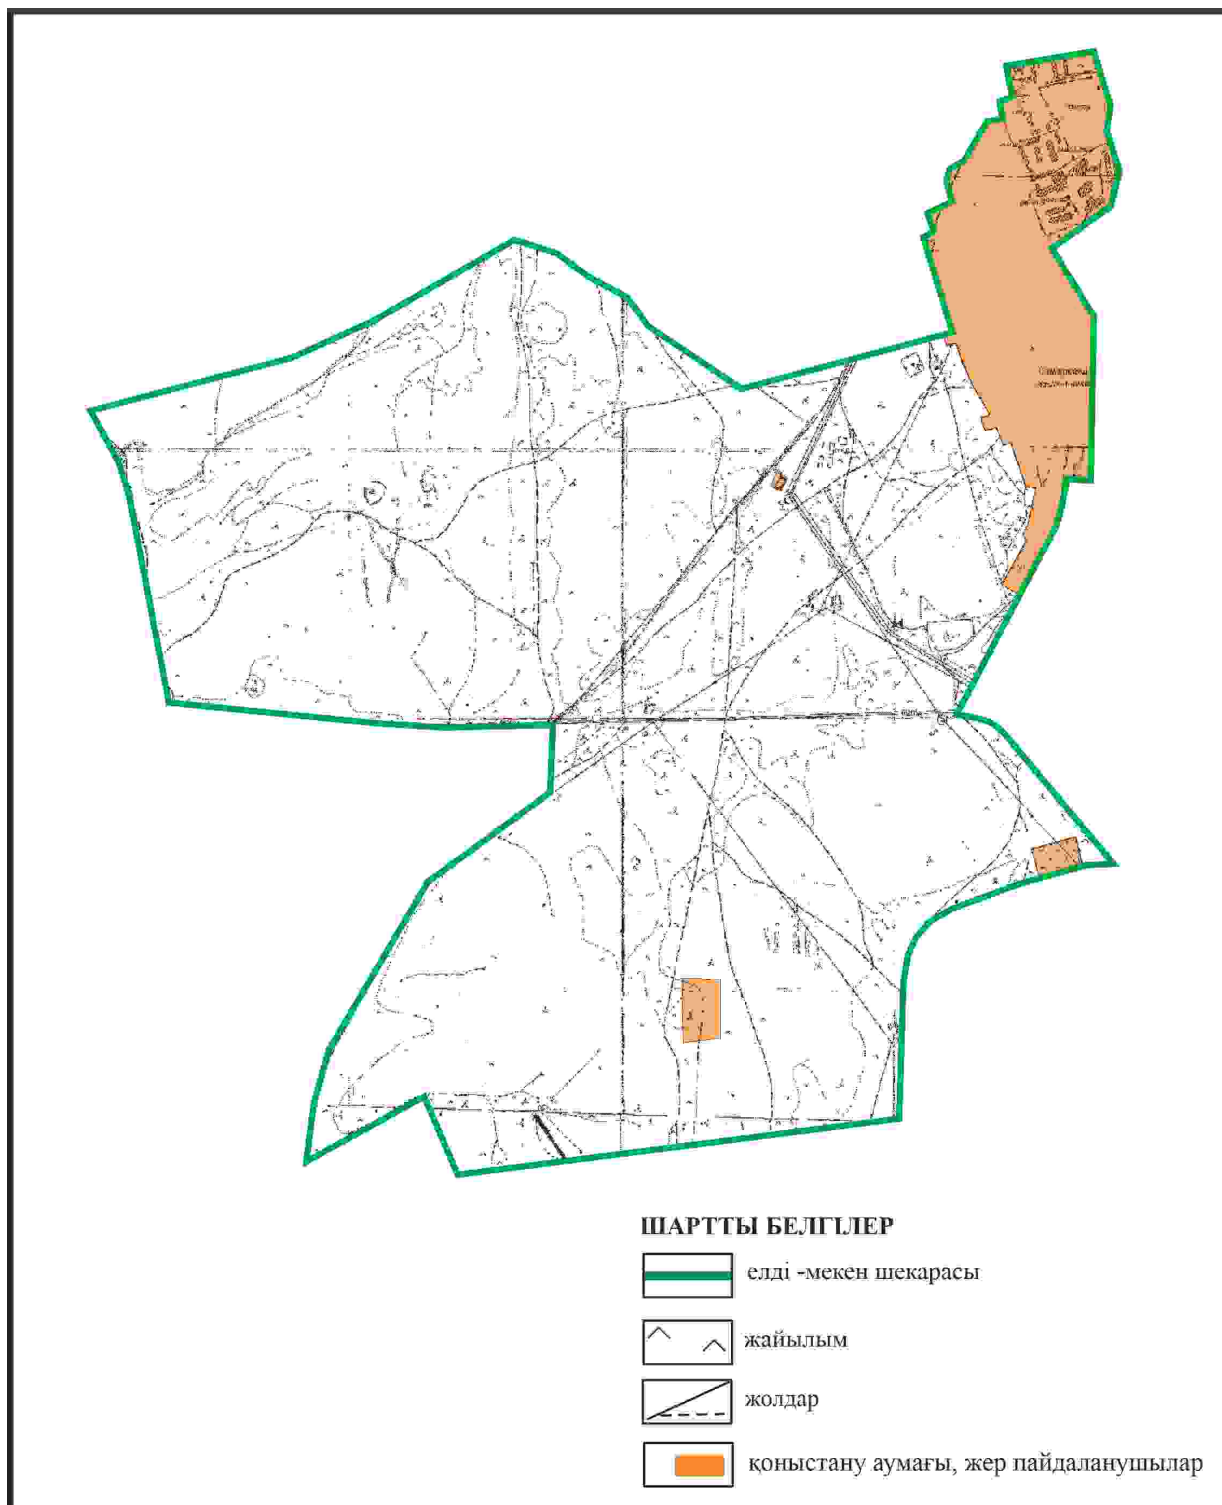 ШАРТТЫ БЕЛГІЛЕР
елді -мекен шекарасы
жайылым
жолдар
қоныстану аумағы, жер пайдаланушылар